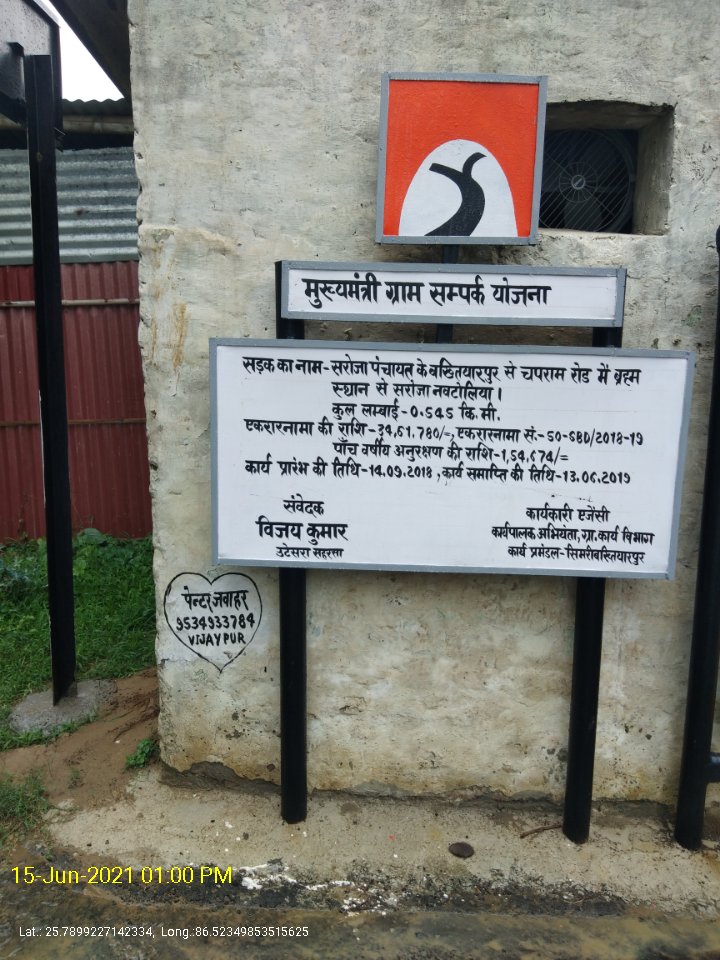 मुख्यमंत्री ग्राम सम्पर्क योजना
सड़क का नाम-सरोजा पंचायत के बख्तियारपुर से चपराम रोड में ब्रह्म
स्थान से सरोजा नवटोलिया।
कुल लम्बाई-0.545 कि.मी.
एकरारनामा की राशि-34,61.780/=, एकरारनामा सं.-50-SBD/2018-19
पाँच वर्षीय अनुरक्षण की राशि-1,54,674/=
कार्य प्रारंभ की तिथि-14.09.2018, कार्य समाप्ति की तिथि-13.06.2019
संवेदक
विजय कुमार
उटेसरा सहरसा
कार्यकारी एजेंसी
कार्यपालक अभियंता, ग्रा.कार्य विभाग
कार्य प्रमंडल-सिमरीबख्तियारपुर
पेन्टर जवाहर
9534933784
VIJAYPUR
15-Jun-2021 01:00 PM
Lat.: 25.7899227142334, Long.:86.52349853515625